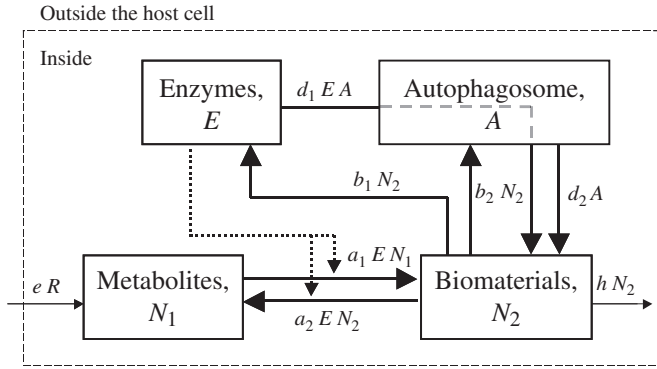 Outside the host cell
Inside
Enzymes,
E
d₁ E A
Autophagosome,
A
b₁ N₂
b₂ N₂
d₂ A
e R
Metabolites,
N₁
a₁ E N₁
a₂ E N₂
Biomaterials,
N₂
h N₂